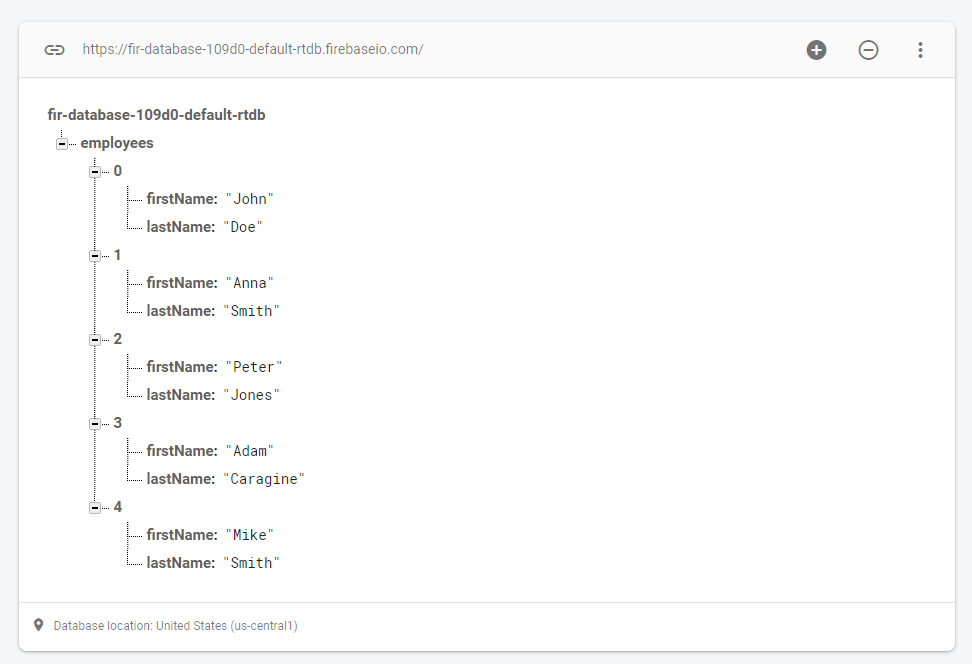 https://fir-database-109d0-default-rtdb.firebaseio.com/
fir-database-109d0-default-rtdb
employees
0
firstName: "John"
lastName: "Doe"
1
firstName: "Anna"
lastName: "Smith"
2
firstName: "Peter"
lastName: "Jones"
3
firstName: "Adam"
lastName: "Caragine"
4
firstName: "Mike"
lastName: "Smith"
Database location: United States (us-central1)